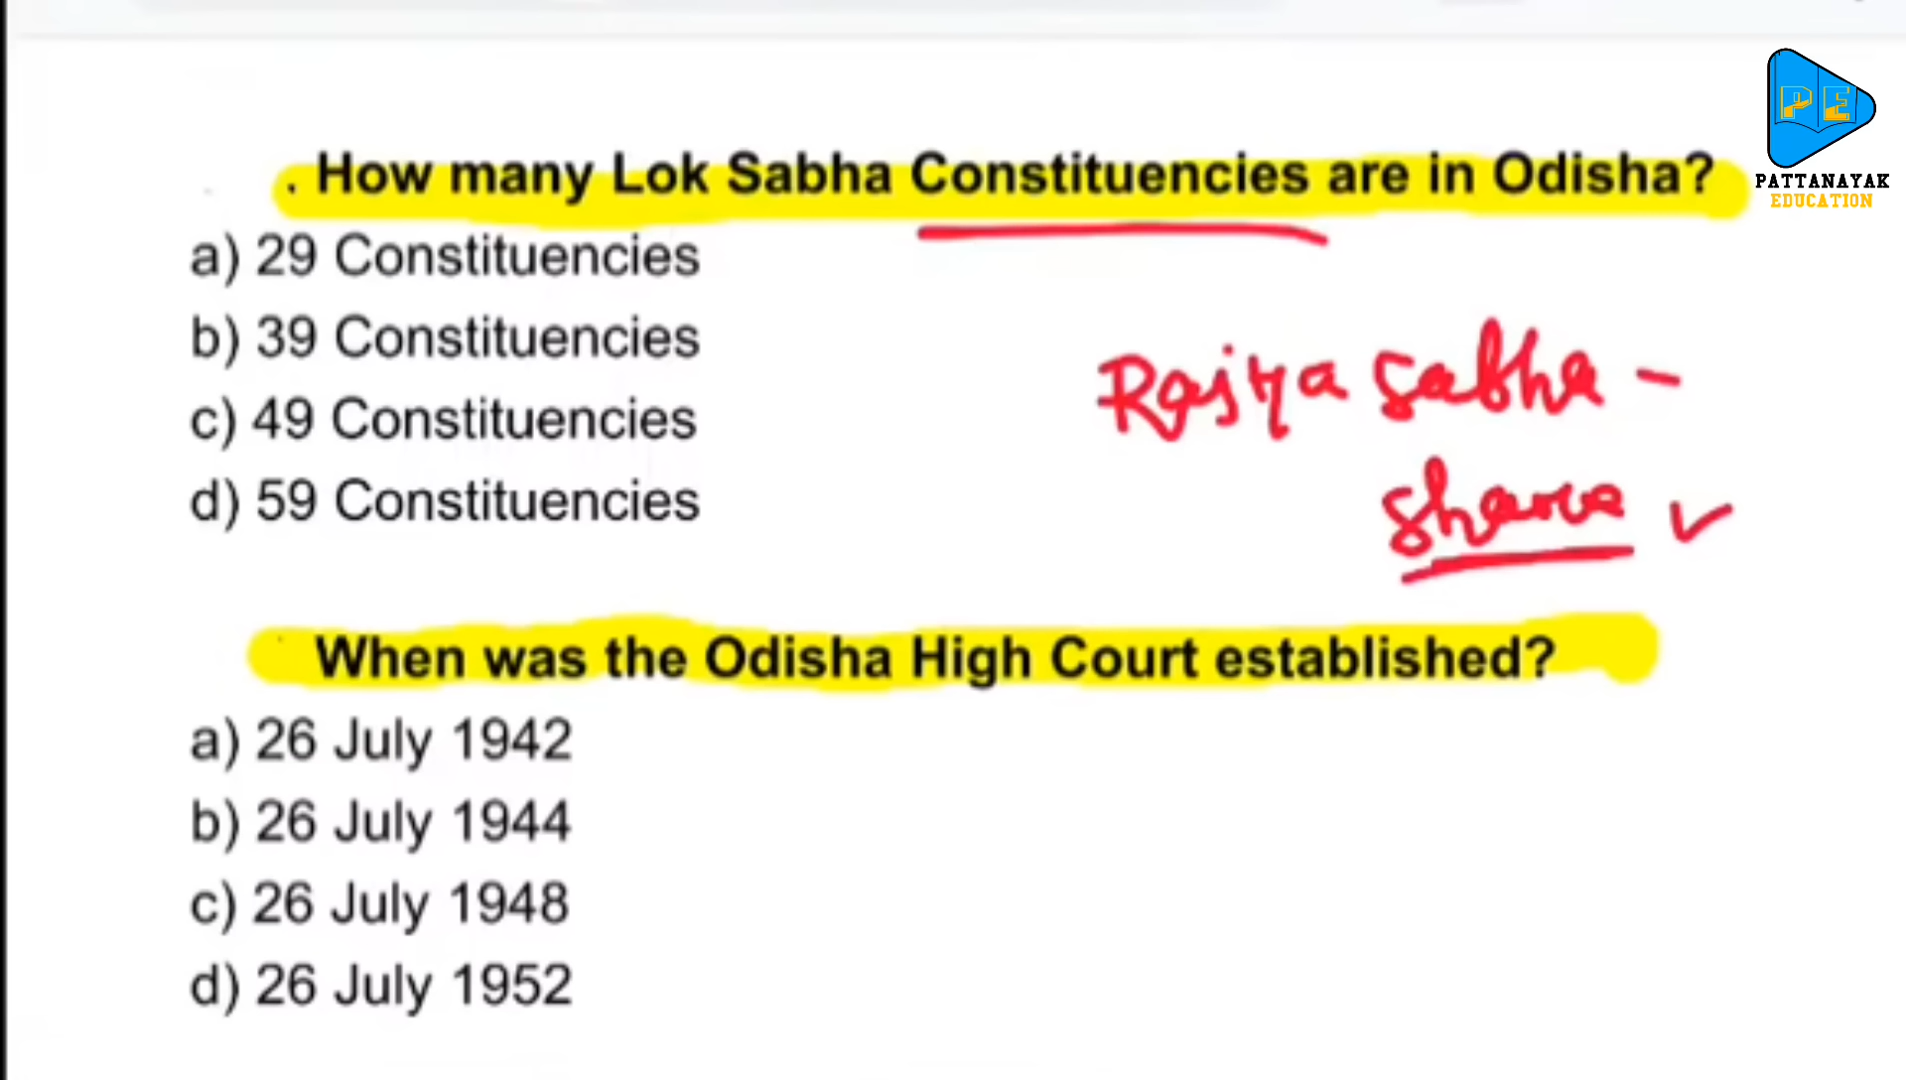 PE
PATTANAYAK
EDUCATION
. How many Lok Sabha Constituencies are in Odisha?
a) 29 Constituencies
b) 39 Constituencies
c) 49 Constituencies
d) 59 Constituencies
Rajya Sabha -
Share ✓
When was the Odisha High Court established?
a) 26 July 1942
b) 26 July 1944
c) 26 July 1948
d) 26 July 1952